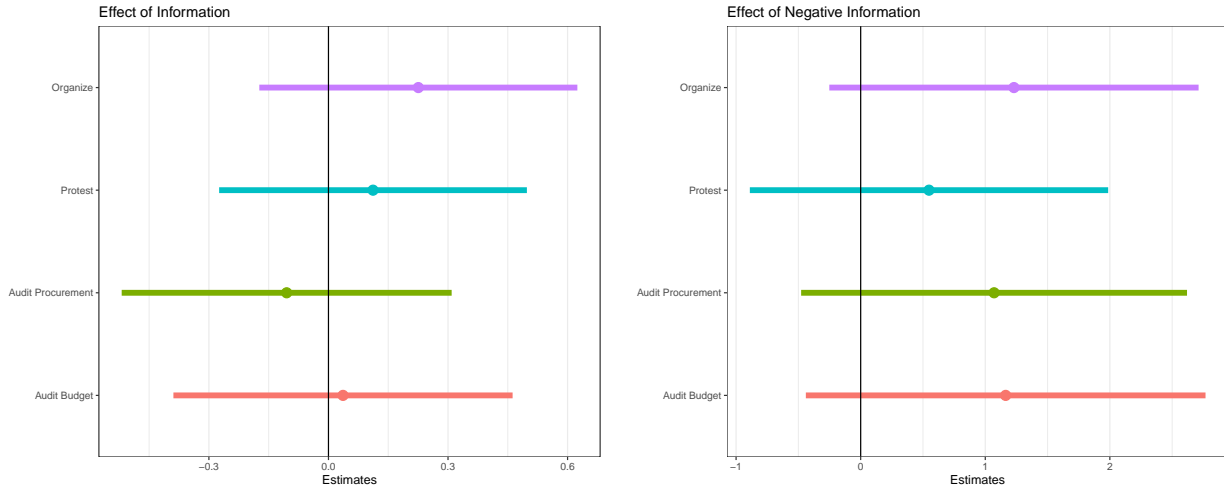 Effect of Information
Organize
Protest
Audit Procurement
Audit Budget
−0.3 0.0 0.3 0.6
Estimates
Effect of Negative Information
Organize
Protest
Audit Procurement
Audit Budget
−1 0 1 2
Estimates